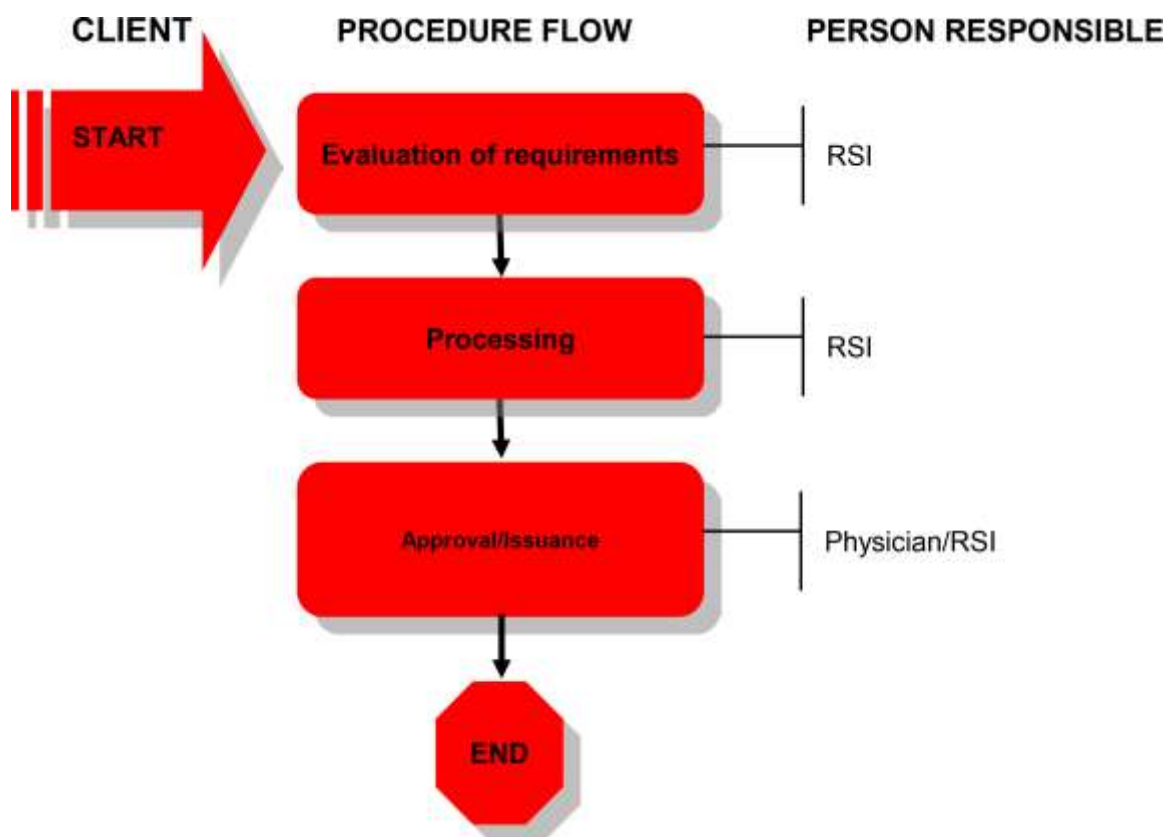 CLIENT
PROCEDURE FLOW
PERSON RESPONSIBLE
START
Evaluation of requirements
RSI
Processing
RSI
Approval/Issuance
Physician/RSI
END